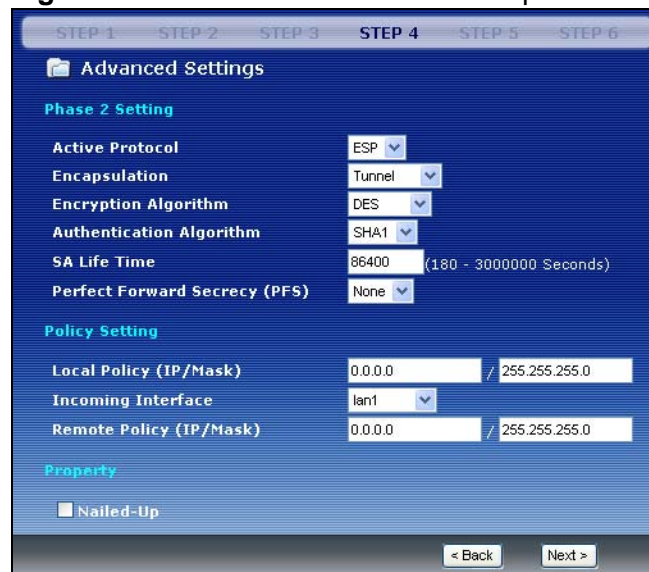 STEP 1 STEP 2 STEP 3 STEP 4 STEP 5 STEP 6
Advanced Settings
Phase 2 Setting
Active Protocol ESP
Encapsulation Tunnel
Encryption Algorithm DES
Authentication Algorithm SHA1
SA Life Time 86400 (180 - 3000000 Seconds)
Perfect Forward Secrecy (PFS) None
Policy Setting
Local Policy (IP/Mask) 0.0.0.0 / 255.255.255.0
Incoming Interface lan1
Remote Policy (IP/Mask) 0.0.0.0 / 255.255.255.0
Property
Nailed-Up
< Back Next >